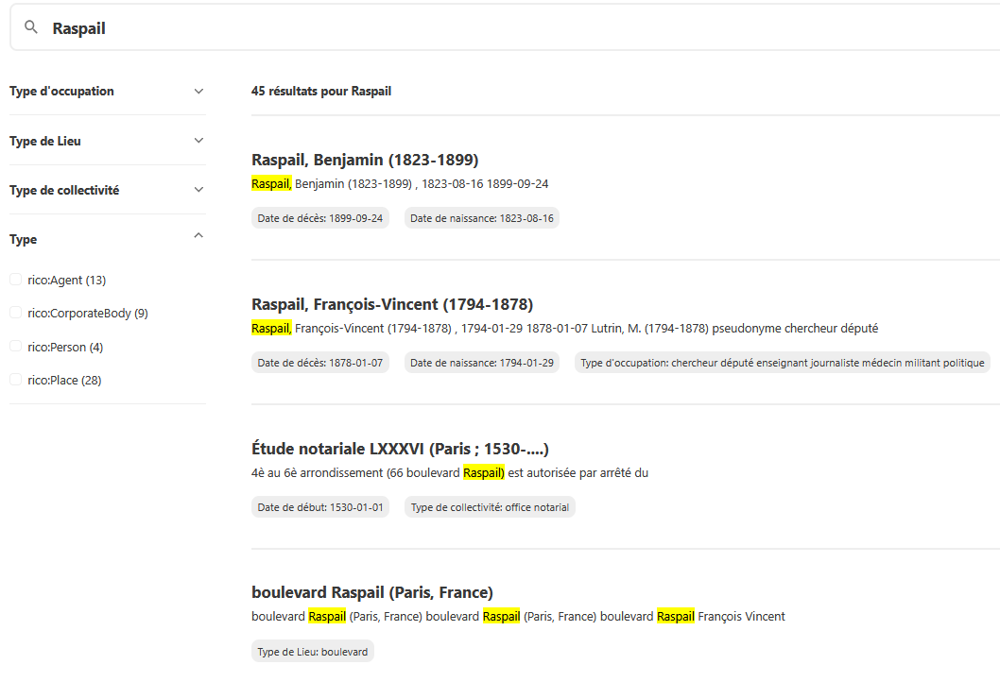 Raspail
Type d'occupation
Type de Lieu
Type de collectivité
Type
rico:Agent (13)
rico:CorporateBody (9)
rico:Person (4)
rico:Place (28)
45 résultats pour Raspail
Raspail, Benjamin (1823-1899)
Raspail, Benjamin (1823-1899) , 1823-08-16 1899-09-24
Date de décès: 1899-09-24 Date de naissance: 1823-08-16
Raspail, François-Vincent (1794-1878)
Raspail, François-Vincent (1794-1878) , 1794-01-29 1878-01-07 Lutrin, M. (1794-1878) pseudonyme chercheur député
Date de décès: 1878-01-07 Date de naissance: 1794-01-29 Type d'occupation: chercheur député enseignant journaliste médecin militant politique
Étude notariale LXXXVI (Paris ; 1530-....)
4è au 6è arrondissement (66 boulevard Raspail) est autorisée par arrêté du
Date de début: 1530-01-01 Type de collectivité: office notarial
boulevard Raspail (Paris, France)
boulevard Raspail (Paris, France) boulevard Raspail (Paris, France) boulevard Raspail François Vincent
Type de Lieu: boulevard